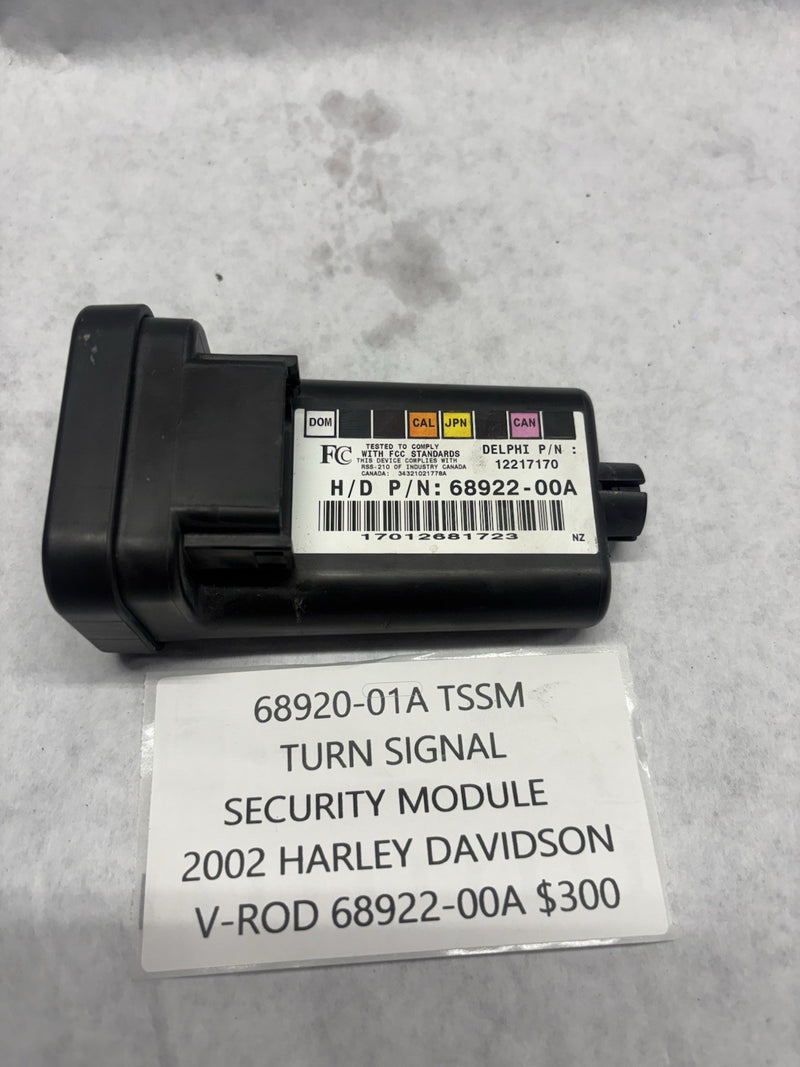 DOM CAL JPN CAN
FCC
TESTED TO COMPLY
WITH FCC STANDARDS
THIS DEVICE COMPLIES WITH
RSS-210 OF INDUSTRY CANADA
CANADA: 34321021778A
DELPHI P/N :
12217170
H/D P/N: 68922-00A
17012681723
NZ
68920-01A TSSM
TURN SIGNAL
SECURITY MODULE
2002 HARLEY DAVIDSON
V-ROD 68922-00A $300